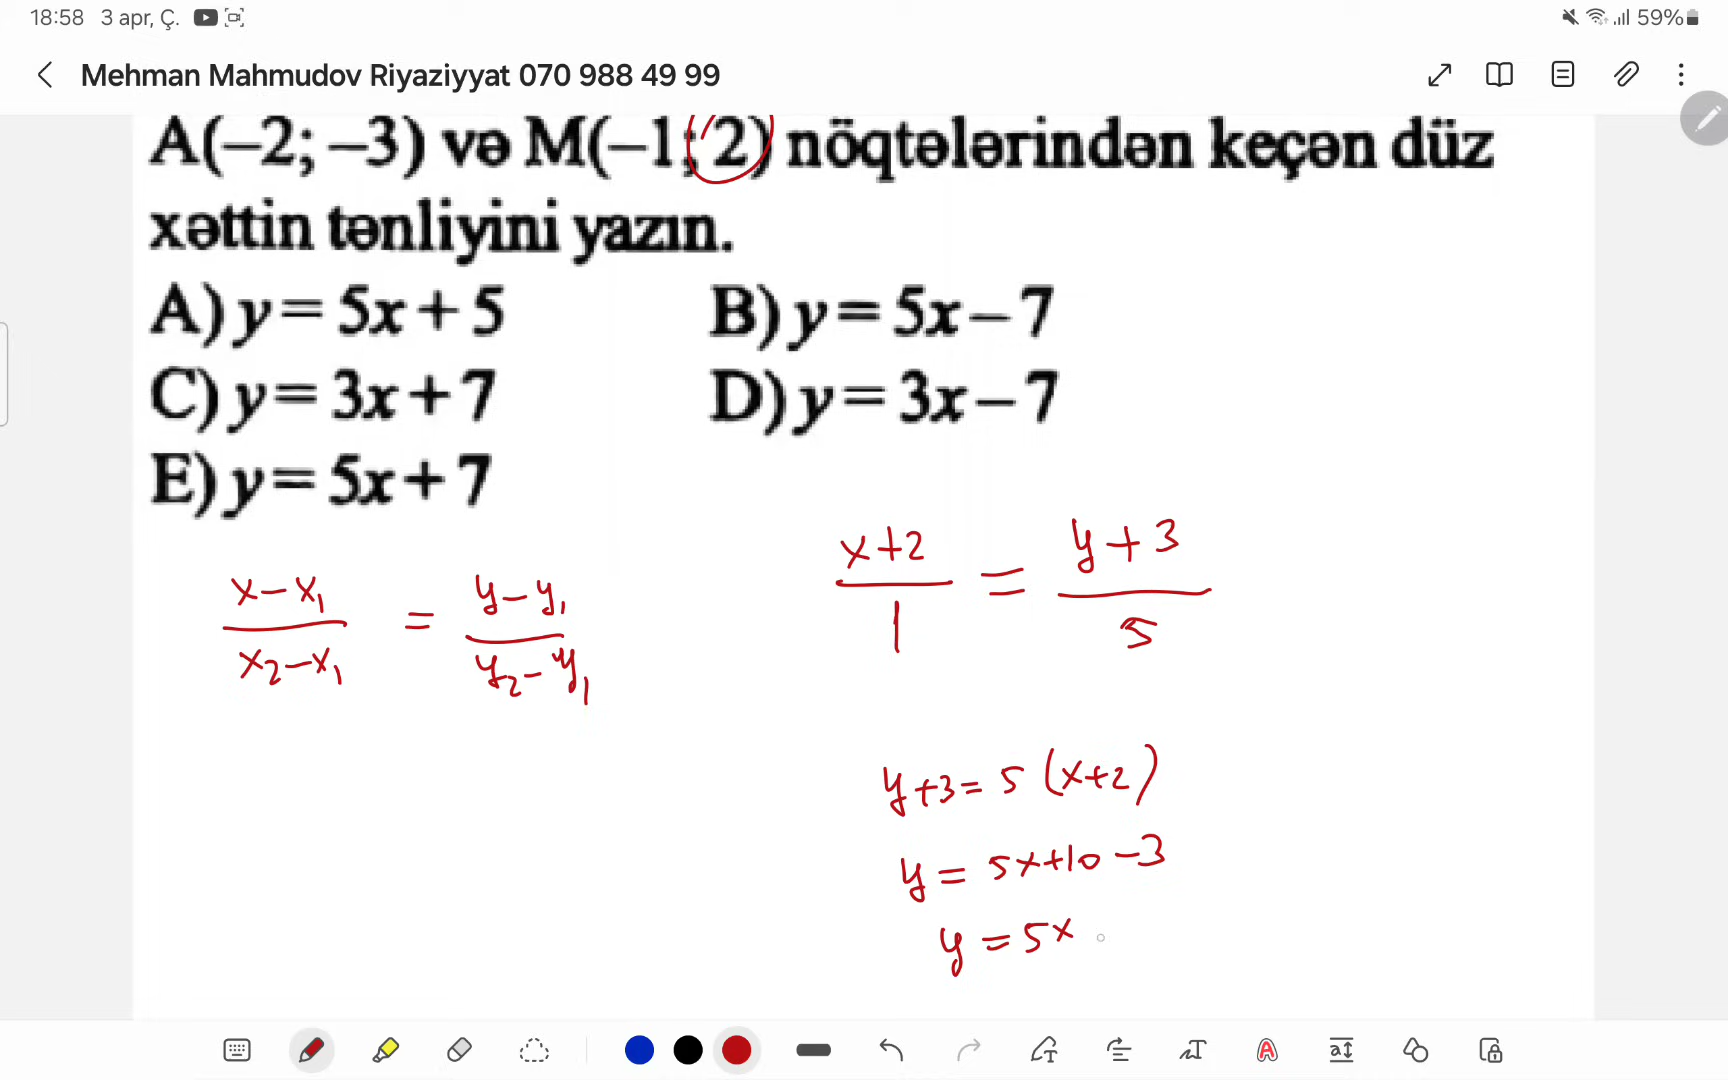 18:58 3 apr, Ç. 59%
Mehman Mahmudov Riyaziyyat 070 988 49 99
A(–2; –3) və M(–1; 2) nöqtələrindən keçən düz
xəttin tənliyini yazın.
A) y = 5x + 5 B) y = 5x – 7
C) y = 3x + 7 D) y = 3x – 7
E) y = 5x + 7
x+2 / 1 = y+3 / 5
x–x₁ / x₂–x₁ = y–y₁ / y₂–y₁
y+3 = 5 (x+2)
y = 5x+10 –3
y = 5x